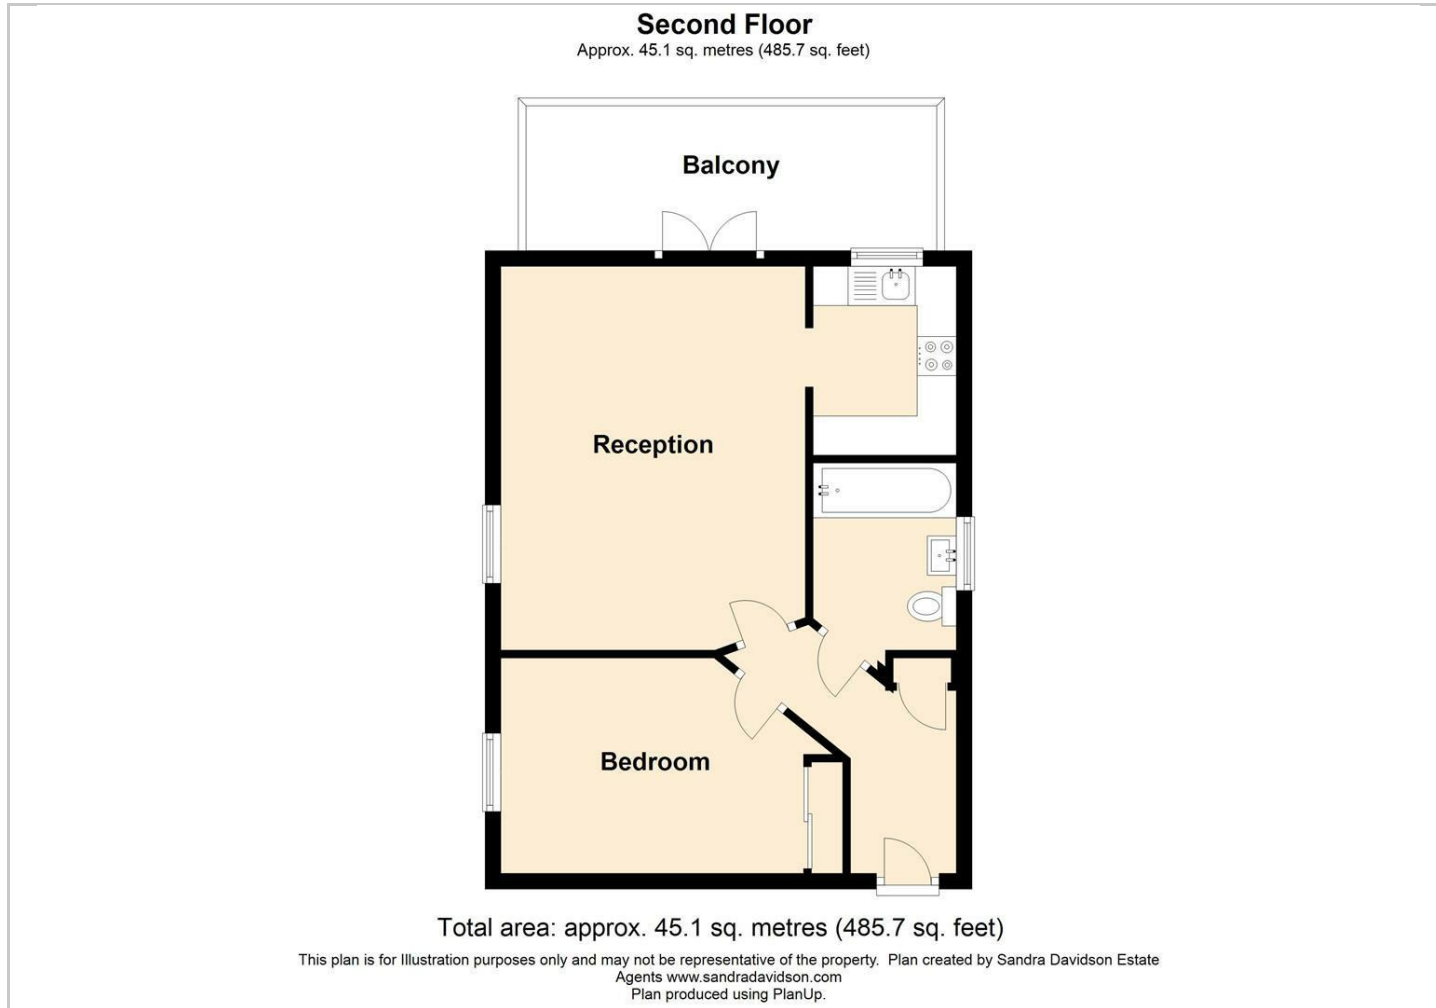 Second Floor
Approx. 45.1 sq. metres (485.7 sq. feet)
Balcony
Reception
Bedroom
Total area: approx. 45.1 sq. metres (485.7 sq. feet)
This plan is for Illustration purposes only and may not be representative of the property. Plan created by Sandra Davidson Estate
Agents www.sandradavidson.com
Plan produced using PlanUp.